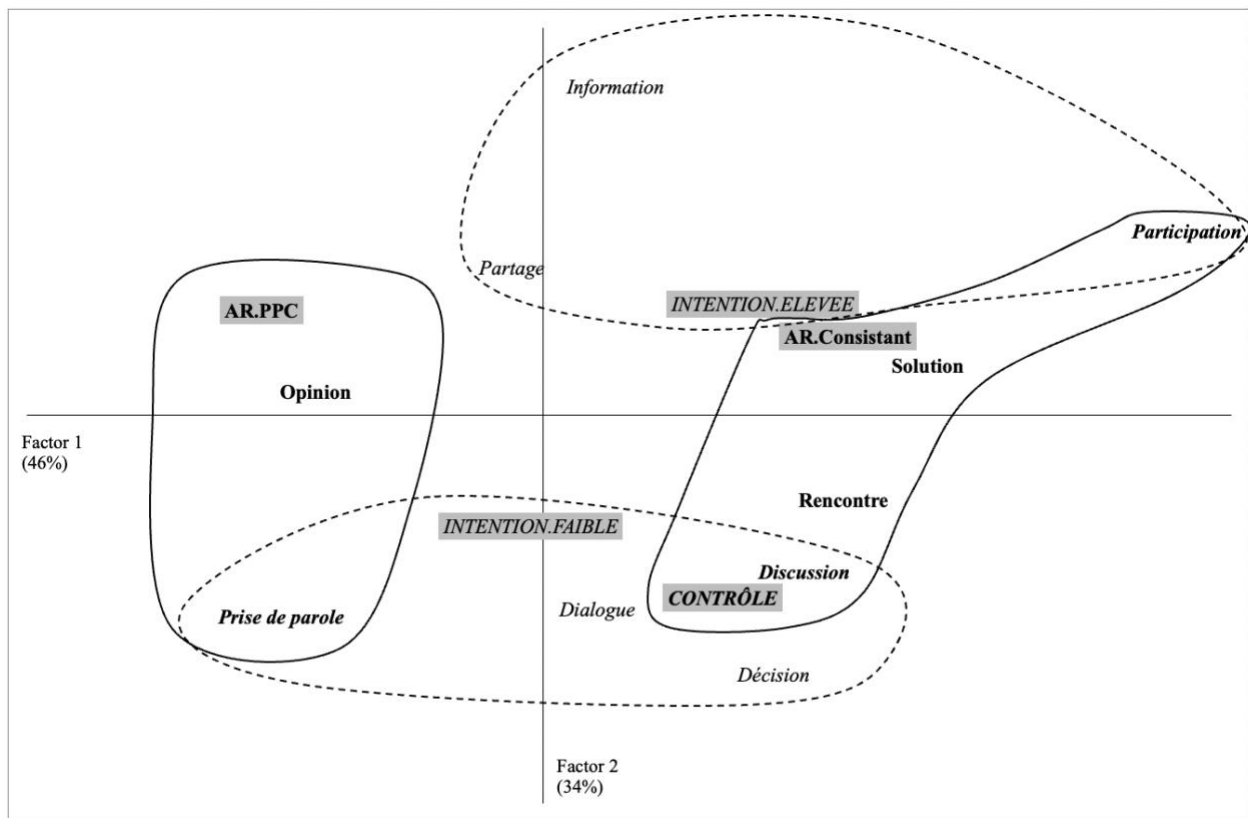 Information
Participation
Partage
INTENTION.ELEVEE
AR.PPC
AR.Consistant
Solution
Opinion
Factor 1
(46%)
Rencontre
INTENTION.FAIBLE
Discussion
CONTRÔLE
Dialogue
Prise de parole
Décision
Factor 2
(34%)